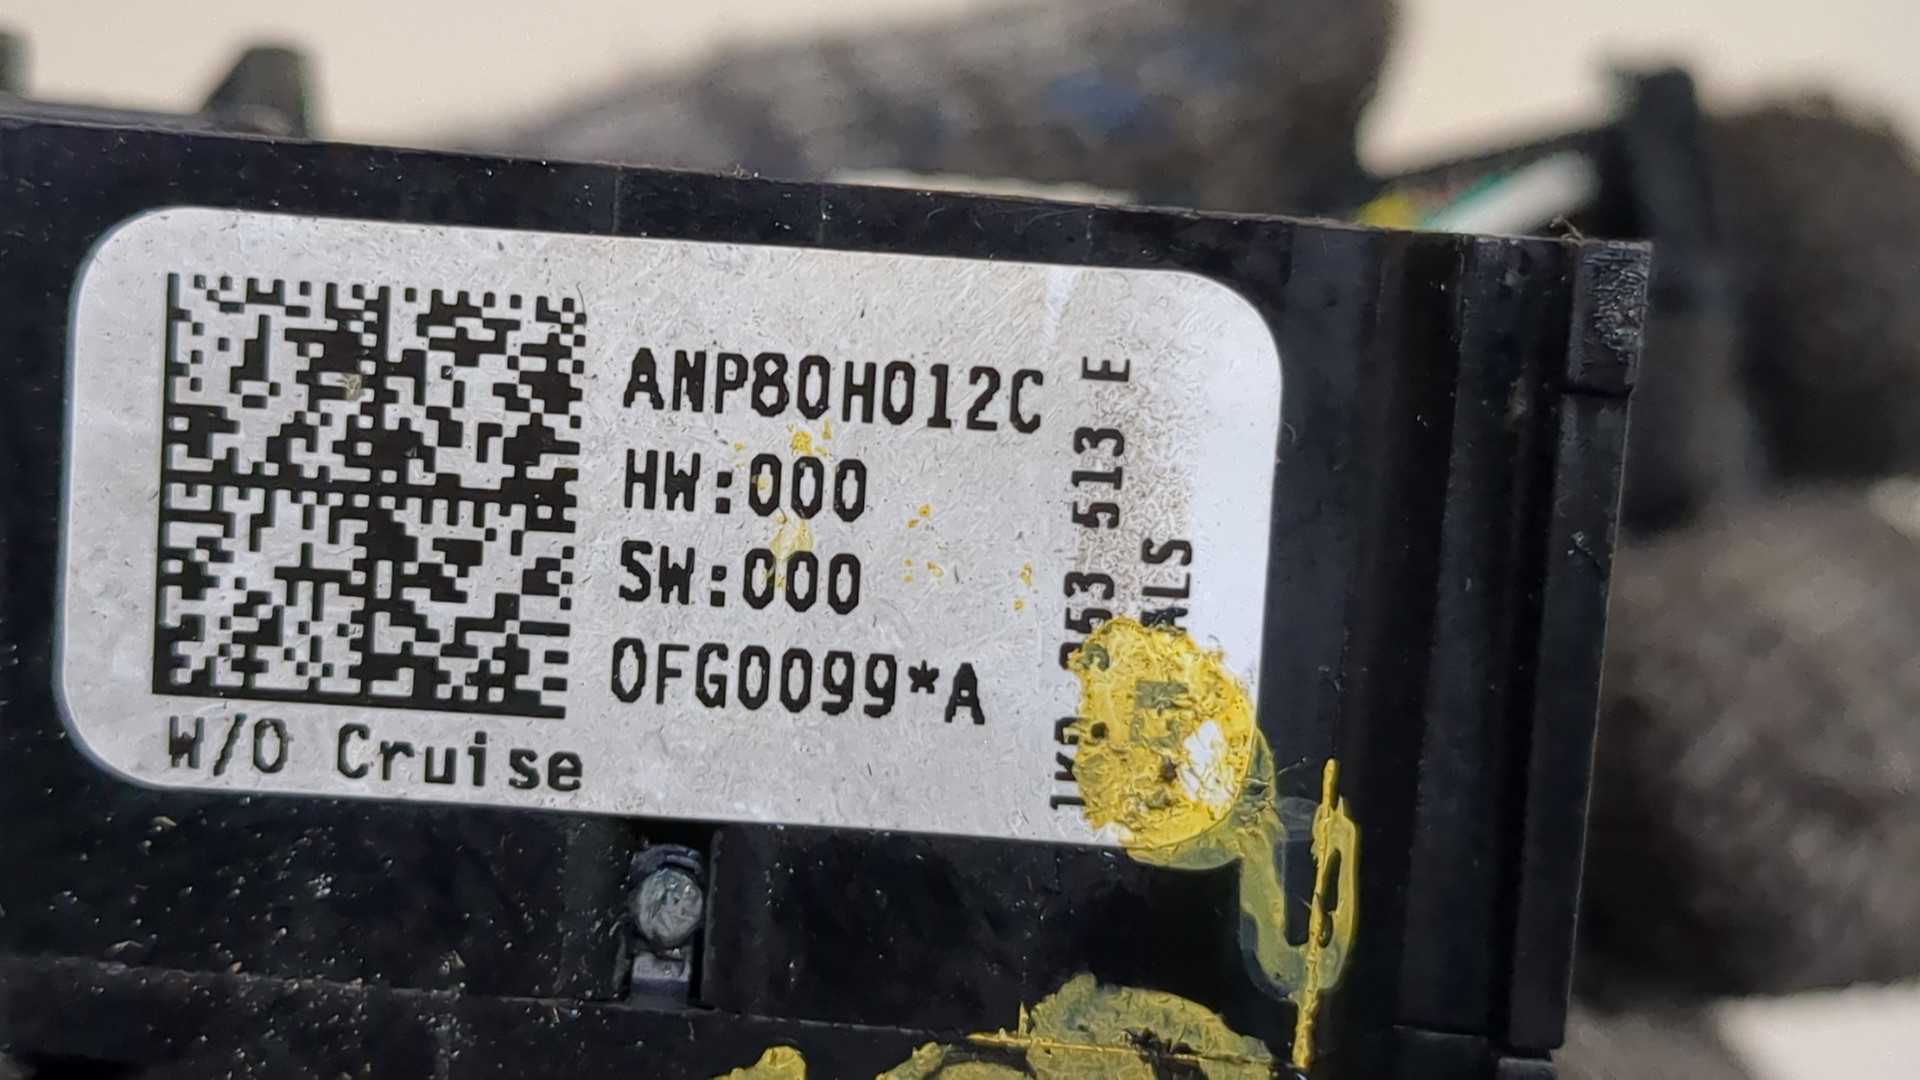 ANP80H012C
HW:000
SW:000
0FG0099*A
W/O Cruise
513 E